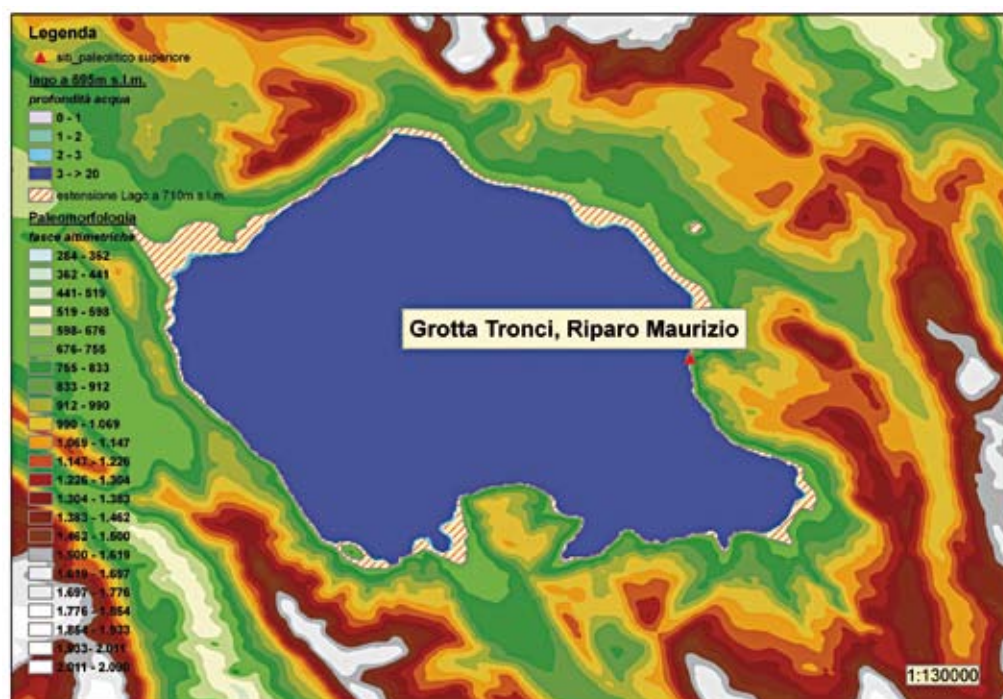 Legenda
siti_paleolitico superiore
lago a 695m s.l.m.
profondità acqua
0 - 1
1 - 2
2 - 3
3 - > 20
estensione Lago a 710m s.l.m.
Paleomorfologia
fasce altimetriche
284 - 362
362 - 441
441- 519
519 - 598
598- 676
676- 755
755 - 833
833 - 912
912 - 990
990 - 1.069
1.069 - 1.147
1.147 - 1.226
1.226 - 1.304
1.304 - 1.383
1.383 - 1.462
1.462 - 1.500
1.500 - 1.619
1.619 - 1.697
1.697 - 1.776
1.776 - 1.854
1.854 - 1.933
1.933- 2.011
2.011 - 2.090
Grotta Tronci, Riparo Maurizio
1:130000